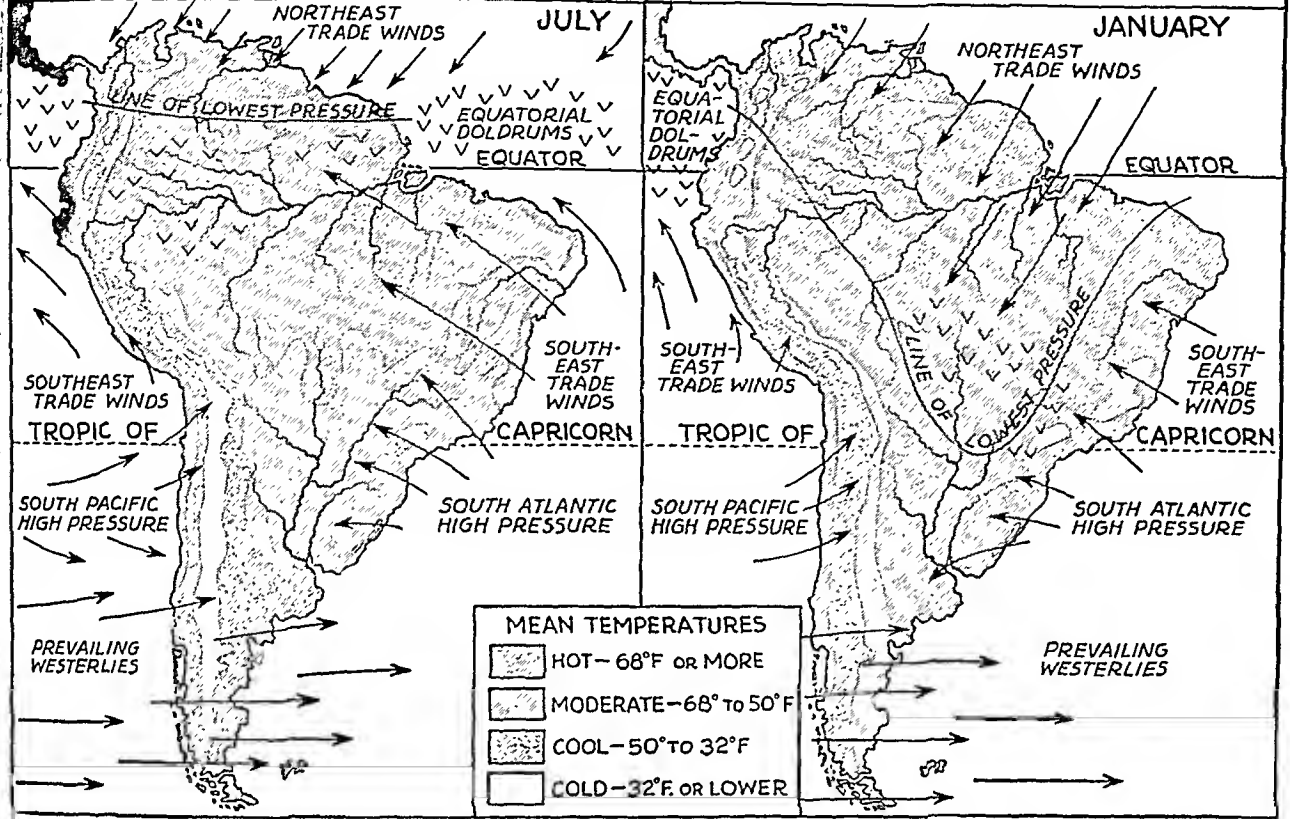 JULY
NORTHEAST
TRADE WINDS
LINE OF LOWEST PRESSURE
EQUATORIAL
DOLDRUMS
EQUATOR
SOUTHEAST
TRADE WINDS
SOUTH-
EAST
TRADE
WINDS
TROPIC OF CAPRICORN
SOUTH PACIFIC
HIGH PRESSURE
SOUTH ATLANTIC
HIGH PRESSURE
PREVAILING
WESTERLIES
JANUARY
NORTHEAST
TRADE WINDS
EQUA-
TORIAL
DOL-
DRUMS
EQUATOR
SOUTH-
EAST
TRADE WINDS
LINE OF LOWEST PRESSURE
SOUTH-
EAST
TRADE
WINDS
TROPIC OF CAPRICORN
SOUTH PACIFIC
HIGH PRESSURE
SOUTH ATLANTIC
HIGH PRESSURE
PREVAILING
WESTERLIES
MEAN TEMPERATURES
HOT-68°F OR MORE
MODERATE-68° TO 50°F
COOL-50° TO 32°F
COLD-32°F. OR LOWER